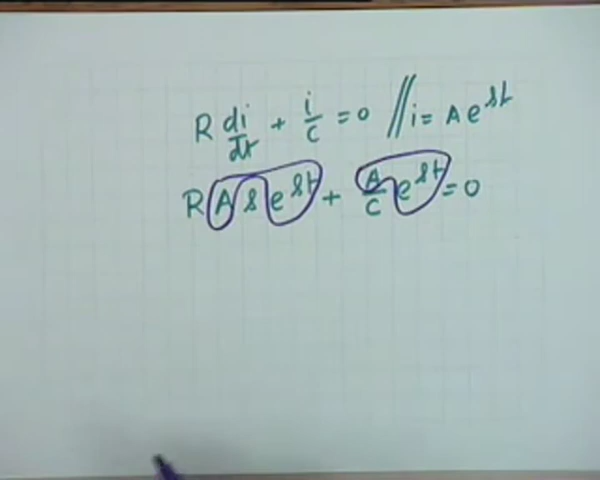 R di/dt + i/C = 0 // i = A e^st
R A s e^st + A/C e^st = 0